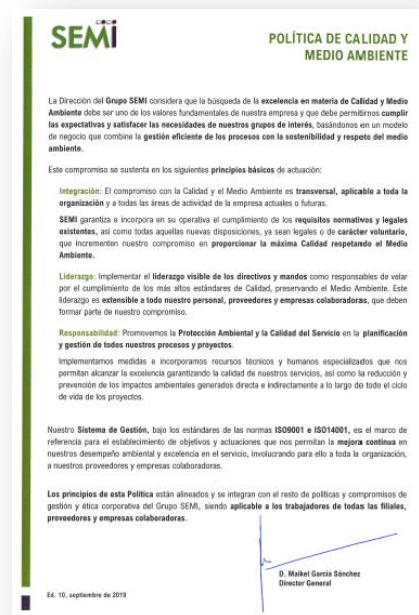 SEMI
POLÍTICA DE CALIDAD Y
MEDIO AMBIENTE
La Dirección del Grupo SEMI considera que la búsqueda de la excelencia en materia de Calidad y Medio
Ambiente debe ser uno de los valores fundamentales de nuestra empresa y que debe permitirnos cumplir
las expectativas y satisfacer las necesidades de nuestros grupos de interés, basándonos en un modelo
de negocio que combine la gestión eficiente de los procesos con la sostenibilidad y respeto del medio
ambiente.
Este compromiso se sustenta en los siguientes principios básicos de actuación:
Integración: El compromiso con la Calidad y el Medio Ambiente es transversal, aplicable a toda la
organización y a todas las áreas de actividad de la empresa actuales o futuras.
SEMI garantiza e incorpora en su operativa el cumplimiento de los requisitos normativos y legales
existentes, así como todas aquellas nuevas disposiciones, ya sean legales o de carácter voluntario,
que incrementen nuestro compromiso en proporcionar la máxima Calidad respetando el Medio
Ambiente.
Liderazgo: Implementar el liderazgo visible de los directivos y mandos como responsables de velar
por el cumplimiento de los más altos estándares de Calidad, preservando el Medio Ambiente. Este
liderazgo es extensible a todo nuestro personal, proveedores y empresas colaboradoras, que deben
formar parte de nuestro compromiso.
Responsabilidad: Promovemos la Protección Ambiental y la Calidad del Servicio en la planificación
y gestión de todos nuestros procesos y proyectos.
Implementamos medidas e incorporamos recursos técnicos y humanos especializados que nos
permitan alcanzar la excelencia garantizando la calidad de nuestros servicios, así como la reducción y
prevención de los impactos ambientales generados directa e indirectamente a lo largo de todo el ciclo
de vida de los proyectos.
Nuestro Sistema de Gestión, bajo los estándares de las normas ISO9001 e ISO14001, es el marco de
referencia para el establecimiento de objetivos y actuaciones que nos permitan la mejora continua en
nuestro desempeño ambiental y excelencia en el servicio, involucrando para ello a toda la organización,
a nuestros proveedores y empresas colaboradoras.
Los principios de esta Política están alineados y se integran con el resto de políticas y compromisos de
gestión y ética corporativa del Grupo SEMI, siendo aplicable a los trabajadores de todas las filiales,
proveedores y empresas colaboradoras.
D. Maikel García Sánchez
Director General
Ed. 10, septiembre de 2019